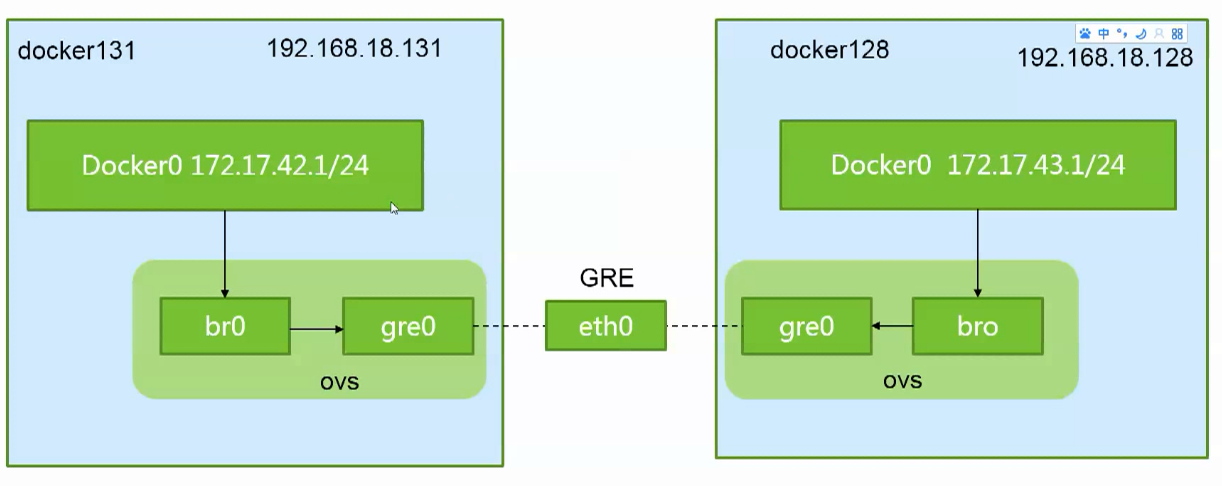 docker131
192.168.18.131
Docker0 172.17.42.1/24
br0
gre0
ovs
GRE
eth0
docker128
中
192.168.18.128
Docker0 172.17.43.1/24
gre0
bro
ovs